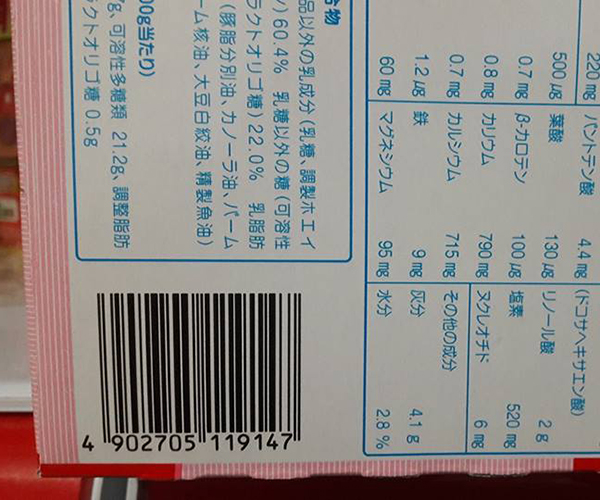 220 mg パントテン酸 4.4 mg (ドコサヘキサエン酸)
500 µg 葉酸 130 µg リノール酸 2 g
0.7 mg β-カロテン 100 µg 塩素 520 mg
0.8 mg カリウム 790 mg ヌクレオチド 6 mg
0.7 mg カルシウム 715 mg その他の成分
1.2 µg 鉄 9 mg 灰分 4.1 g
60 mg マグネシウム 95 mg 水分 2.8 %
合物
品以外の乳成分(乳糖、調製ホエイ
ン) 60.4% 乳糖以外の糖(可溶性
ラクトオリゴ糖) 22.0% 乳脂肪
(豚脂分別油、カノーラ油、パーム
ーム核油、大豆白絞油、精製魚油)
00g当たり)
g、可溶性多糖類 21.2g、調整脂肪
ラクトオリゴ糖 0.5g
4 902705 119147